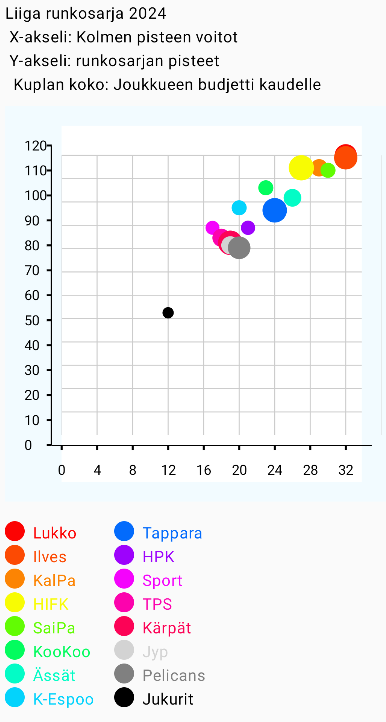 Liiga runkosarja 2024
X-akseli: Kolmen pisteen voitot
Y-akseli: runkosarjan pisteet
Kuplan koko: Joukkueen budjetti kaudelle
120
110
100
90
80
70
60
50
40
30
20
10
0
0 4 8 12 16 20 24 28 32
Lukko
Ilves
KalPa
HIFK
SaiPa
KooKoo
Ässät
K-Espoo
Tappara
HPK
Sport
TPS
Kärpät
Jyp
Pelicans
Jukurit